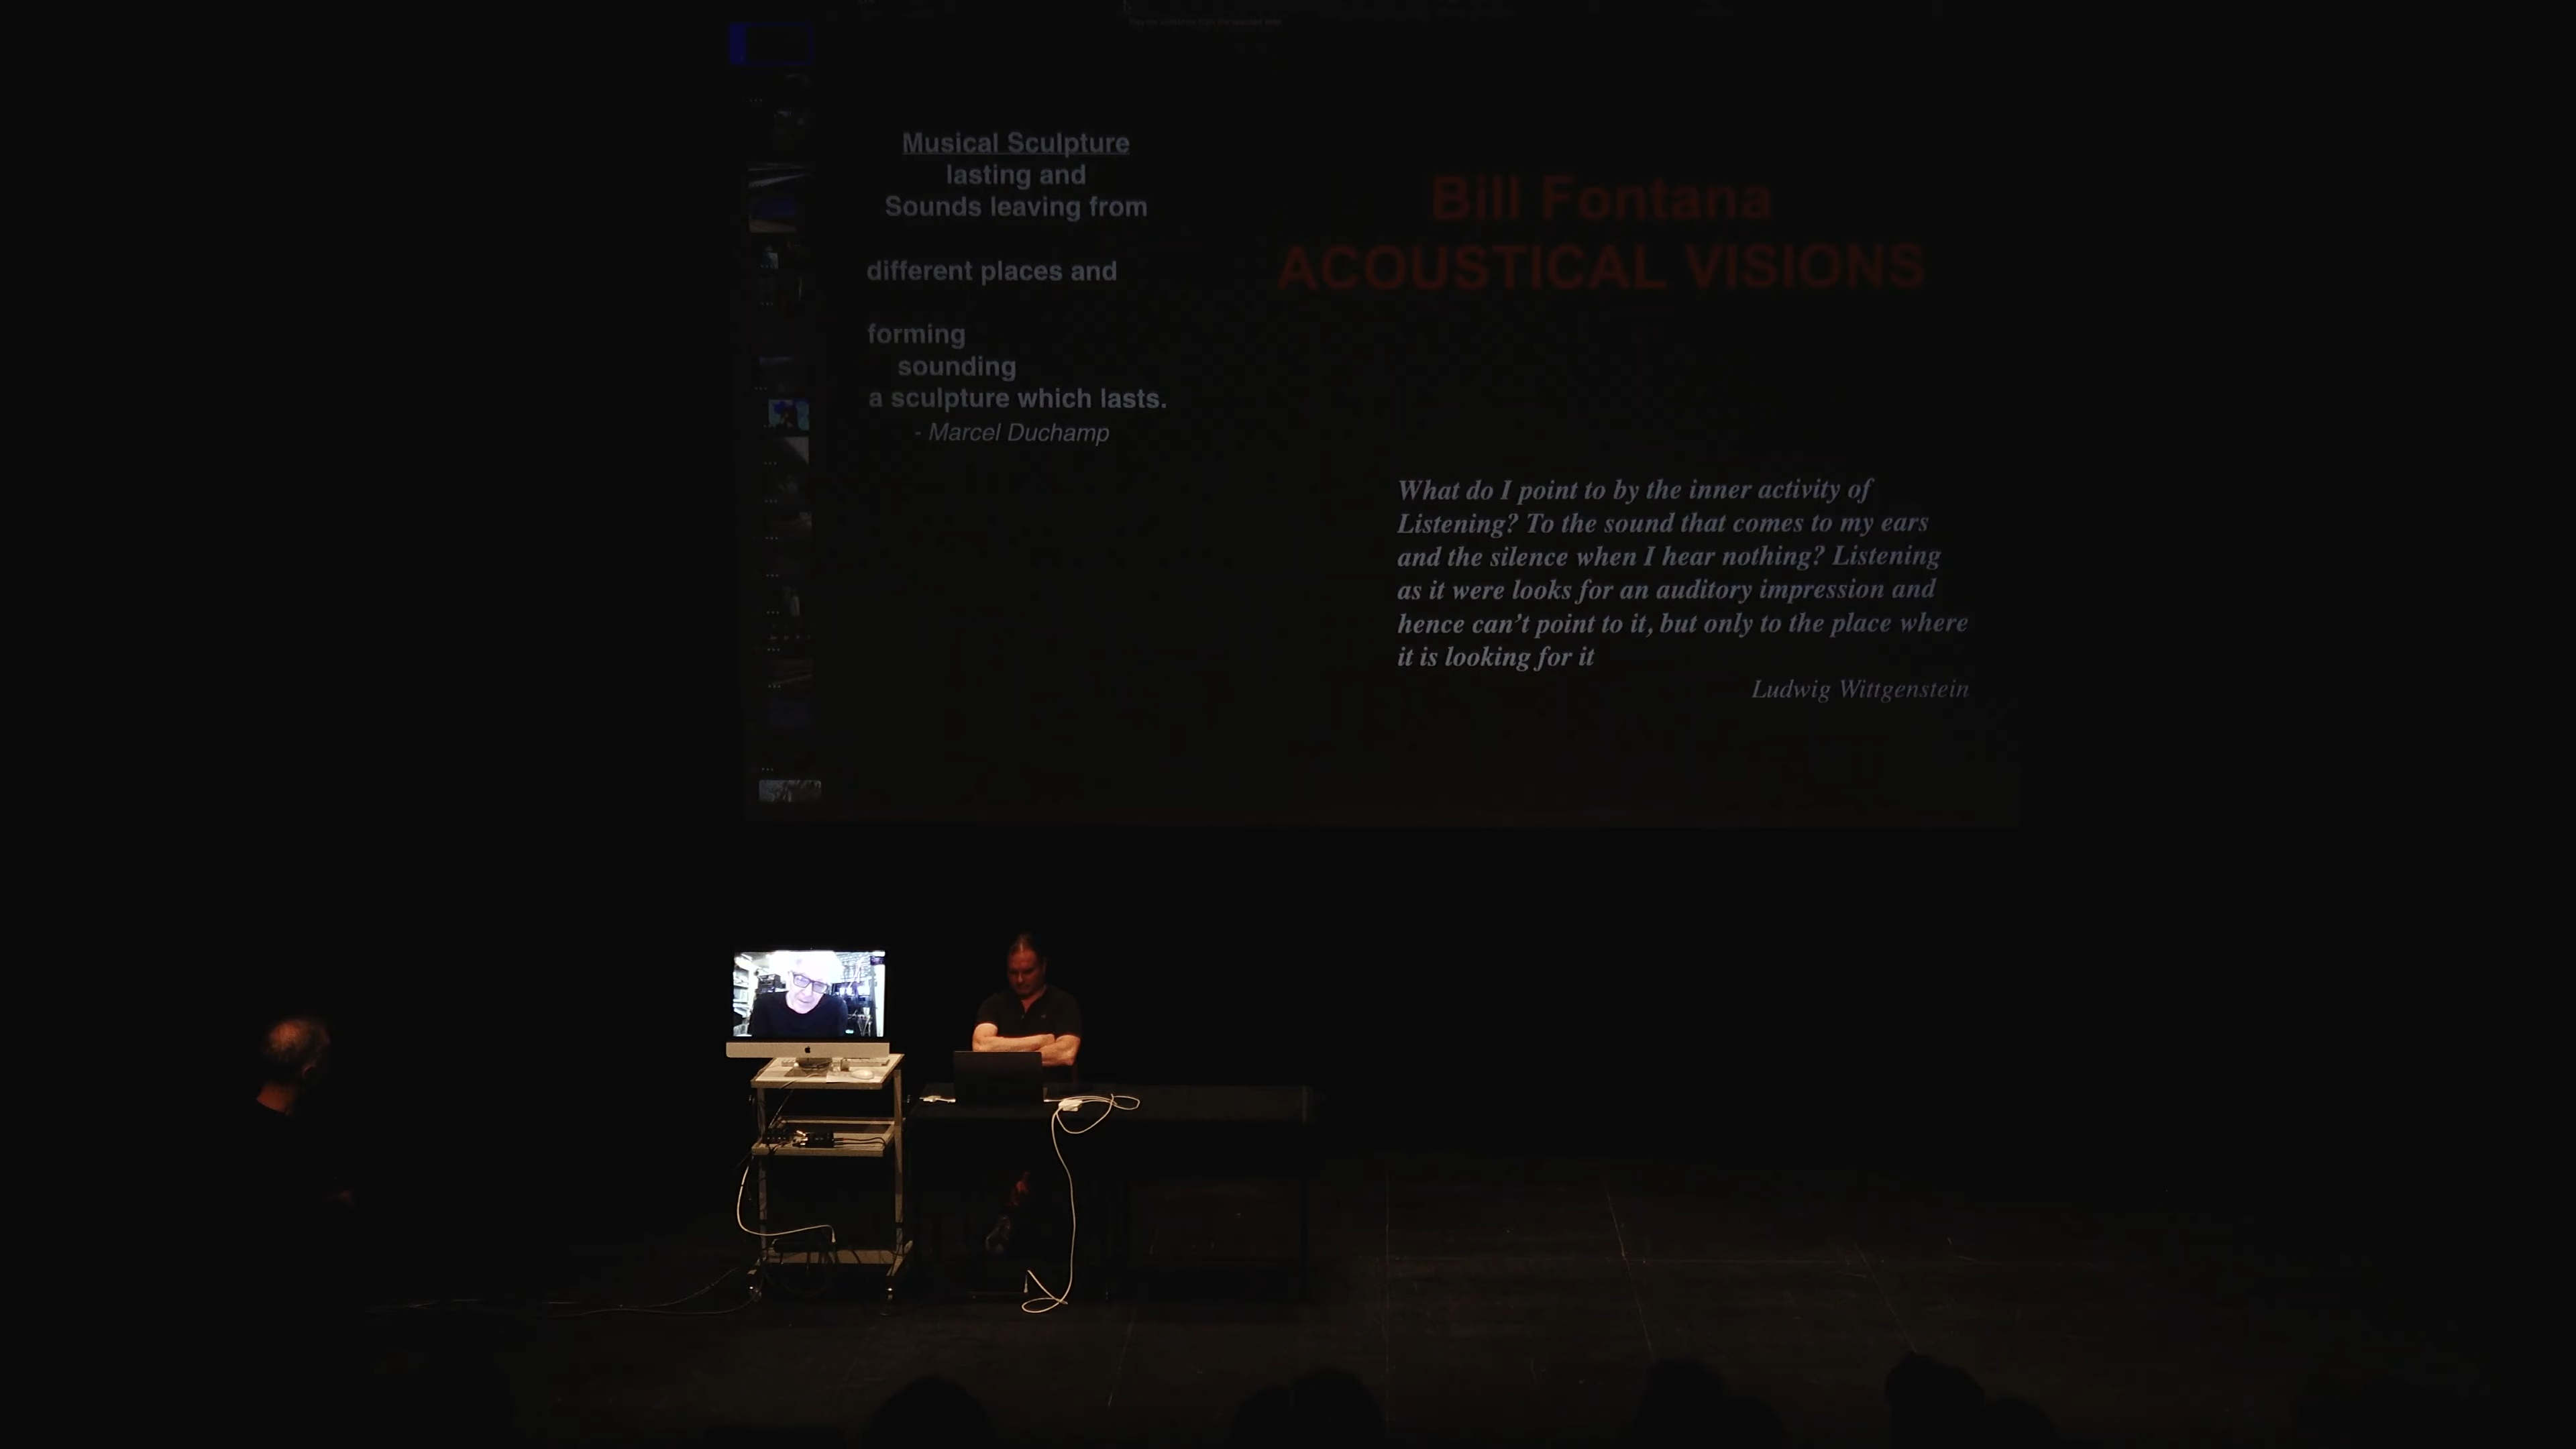 Musical Sculpture
lasting and
Sounds leaving from
different places and
forming
sounding
a sculpture which lasts.
- Marcel Duchamp
Bill Fontana
ACOUSTICAL VISIONS
What do I point to by the inner activity of
Listening? To the sound that comes to my ears
and the silence when I hear nothing? Listening
as it were looks for an auditory impression and
hence can't point to it, but only to the place where
it is looking for it
Ludwig Wittgenstein